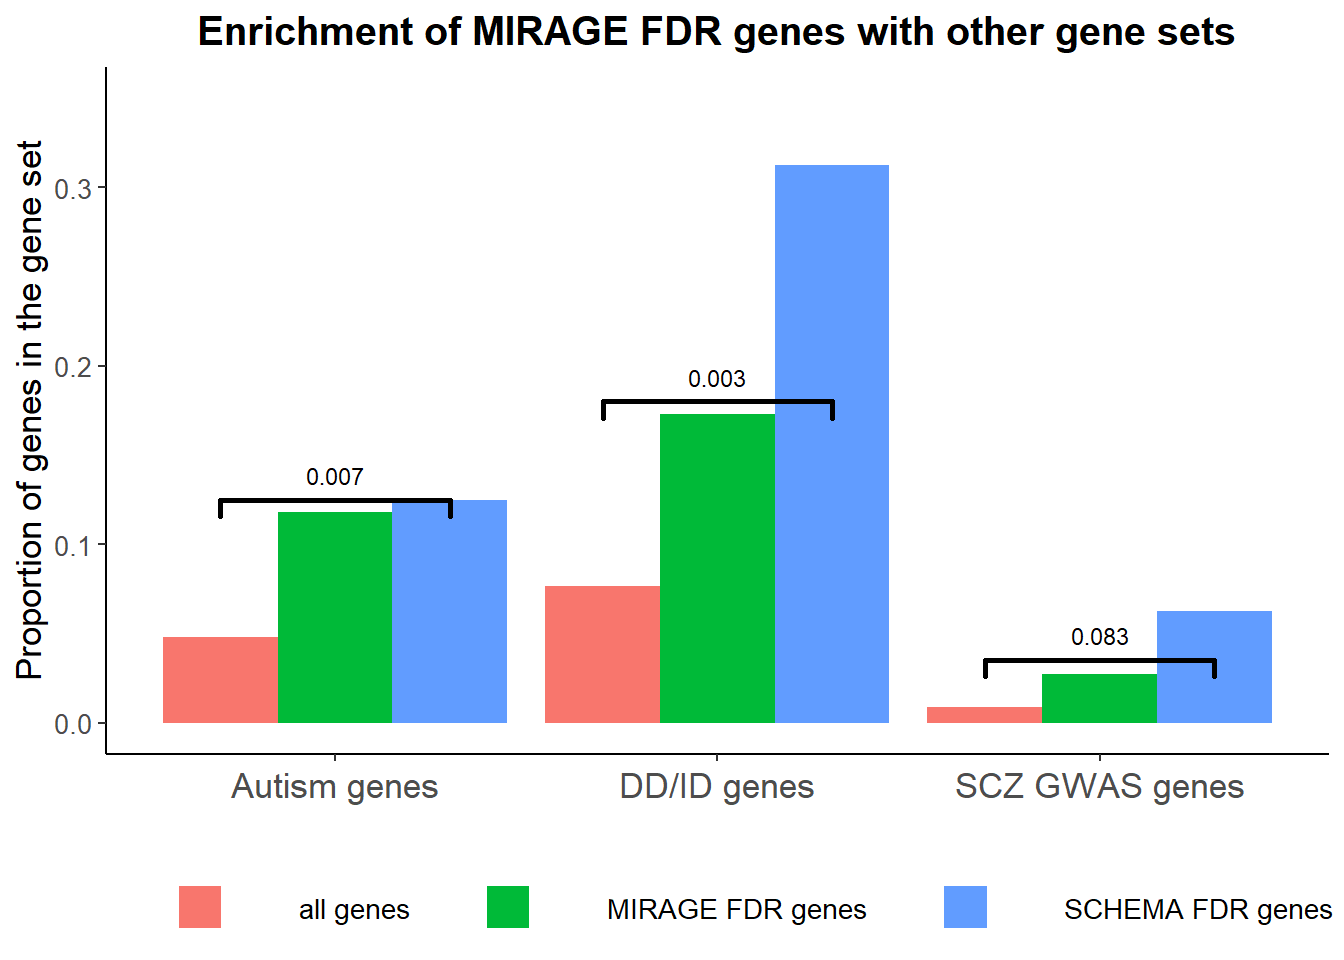 Enrichment of MIRAGE FDR genes with other gene sets
Proportion of genes in the gene set
0.3
0.2
0.1
0.0
0.007
0.003
0.083
Autism genes
DD/ID genes
SCZ GWAS genes
all genes
MIRAGE FDR genes
SCHEMA FDR genes